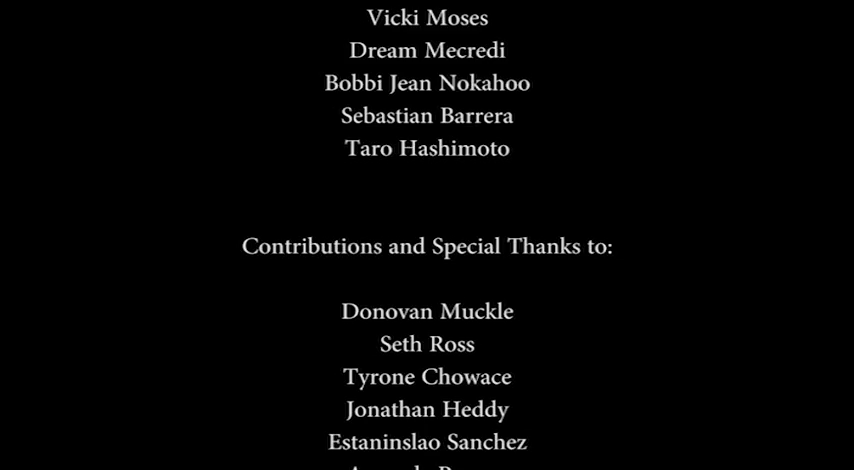 Vicki Moses
Dream Mecredi
Bobbi Jean Nokahoo
Sebastian Barrera
Taro Hashimoto
Contributions and Special Thanks to:
Donovan Muckle
Seth Ross
Tyrone Chowace
Jonathan Heddy
Estaninslao Sanchez